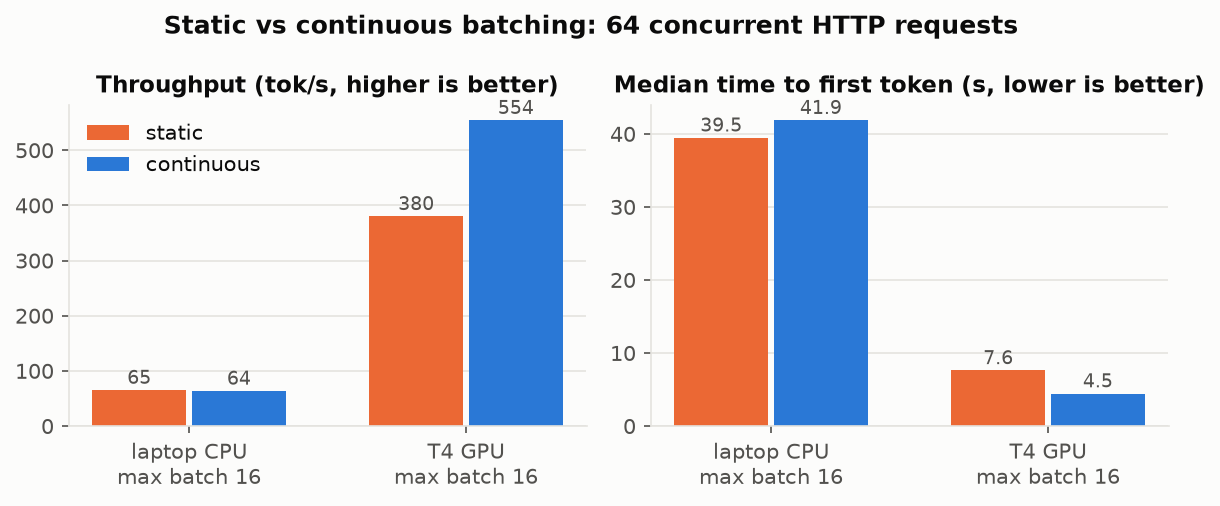 Static vs continuous batching: 64 concurrent HTTP requests
Throughput (tok/s, higher is better)
static
continuous
500
400
300
200
100
0
65
64
380
554
laptop CPU
max batch 16
T4 GPU
max batch 16
Median time to first token (s, lower is better)
40
30
20
10
0
39.5
41.9
7.6
4.5
laptop CPU
max batch 16
T4 GPU
max batch 16